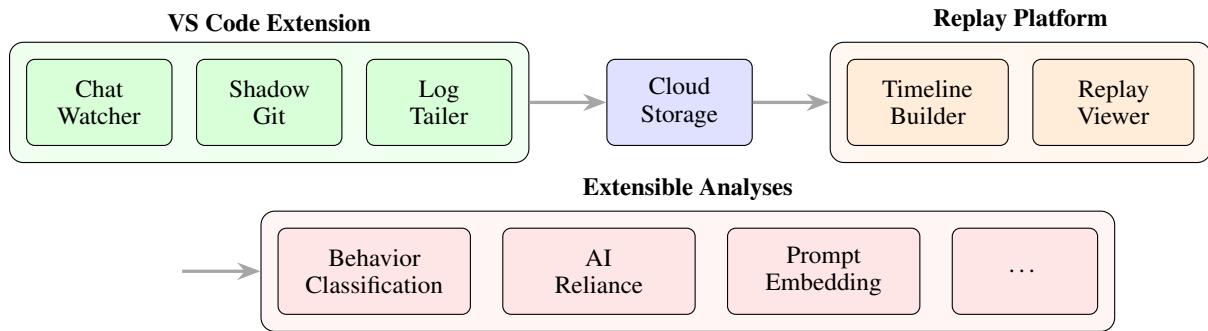 VS Code Extension
Replay Platform
Chat
Watcher
Shadow
Git
Log
Tailer
Cloud
Storage
Timeline
Builder
Replay
Viewer
Extensible Analyses
Behavior
Classification
AI
Reliance
Prompt
Embedding
...